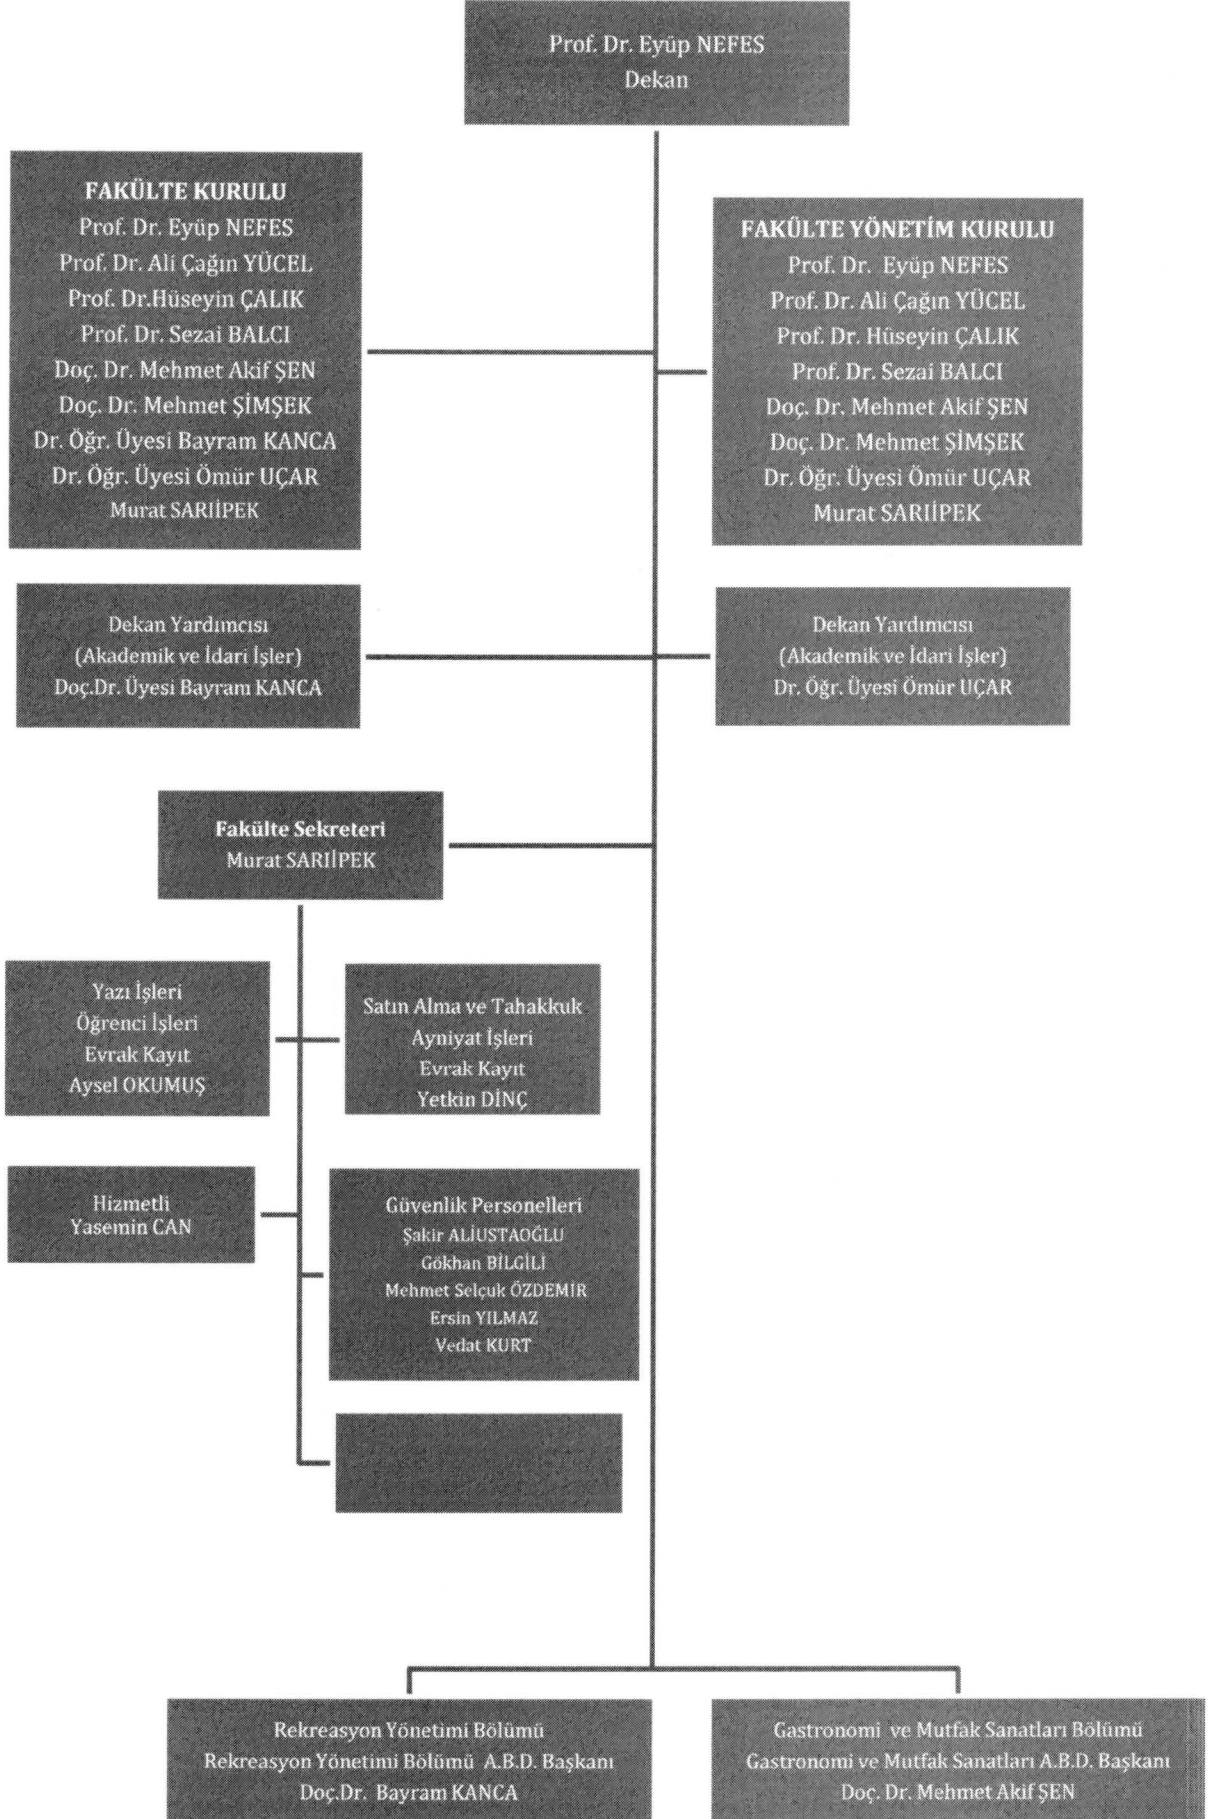 Prof. Dr. Eyüp NEFES
Dekan
FAKÜLTE KURULU
Prof. Dr. Eyüp NEFES
Prof. Dr. Ali Çağın YÜCEL
Prof. Dr.Hüseyin ÇALIK
Prof. Dr. Sezai BALCI
Doç. Dr. Mehmet Akif ŞEN
Doç. Dr. Mehmet ŞİMŞEK
Dr. Öğr. Üyesi Bayram KANCA
Dr. Öğr. Üyesi Ömür UÇAR
Murat SARIİPEK
FAKÜLTE YÖNETİM KURULU
Prof. Dr. Eyüp NEFES
Prof. Dr. Ali Çağın YÜCEL
Prof. Dr. Hüseyin ÇALIK
Prof. Dr. Sezai BALCI
Doç. Dr. Mehmet Akif ŞEN
Doç. Dr. Mehmet ŞİMŞEK
Dr. Öğr. Üyesi Ömür UÇAR
Murat SARIİPEK
Dekan Yardımcısı
(Akademik ve İdari İşler)
Doç.Dr. Üyesi Bayram KANCA
Dekan Yardımcısı
(Akademik ve İdari İşler)
Dr. Öğr. Üyesi Ömür UÇAR
Fakülte Sekreteri
Murat SARIİPEK
Yazı İşleri
Öğrenci İşleri
Evrak Kayıt
Aysel OKUMUŞ
Satın Alma ve Tahakkuk
Ayniyat İşleri
Evrak Kayıt
Yetkin DİNÇ
Hizmetli
Yasemin CAN
Güvenlik Personelleri
Şakir ALİUSTAOĞLU
Gökhan BİLGİLİ
Mehmet Selçuk ÖZDEMİR
Ersin YILMAZ
Vedat KURT
Rekreasyon Yönetimi Bölümü
Rekreasyon Yönetimi Bölümü A.B.D. Başkanı
Doç.Dr. Bayram KANCA
Gastronomi ve Mutfak Sanatları Bölümü
Gastronomi ve Mutfak Sanatları A.B.D. Başkanı
Doç. Dr. Mehmet Akif ŞEN